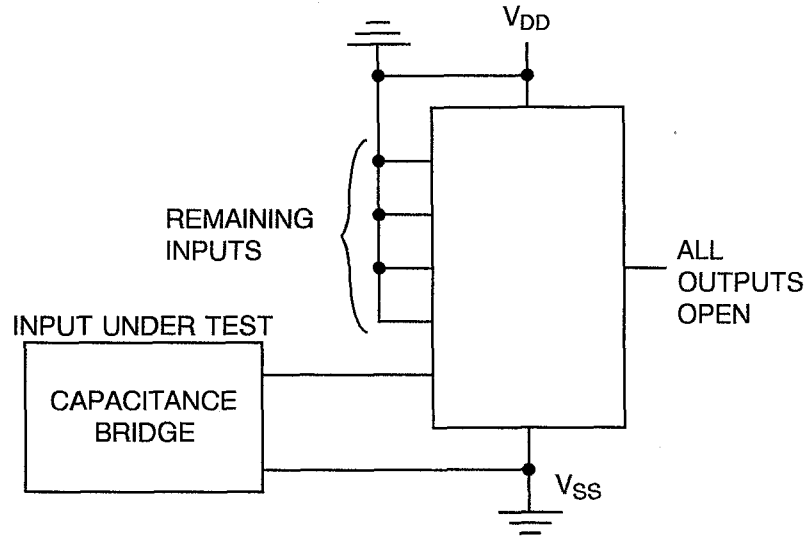 VDD
REMAINING
INPUTS
ALL
OUTPUTS
OPEN
INPUT UNDER TEST
CAPACITANCE
BRIDGE
VSS